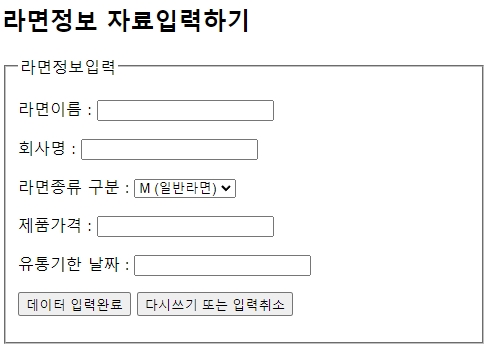 라면정보 자료입력하기
라면정보입력
라면이름 :
회사명 :
라면종류 구분 : M (일반라면)
제품가격 :
유통기한 날짜 :
데이터 입력완료 다시쓰기 또는 입력취소